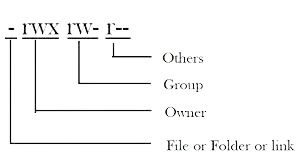 - rwx rw- r--
Others
Group
Owner
File or Folder or link